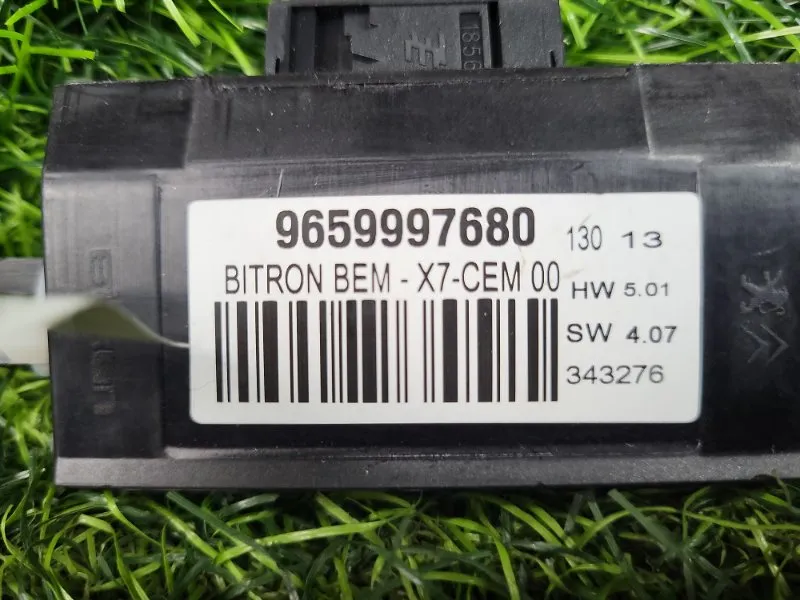 9659997680 130 13
BITRON BEM - X7-CEM 00 HW 5.01
SW 4.07
343276